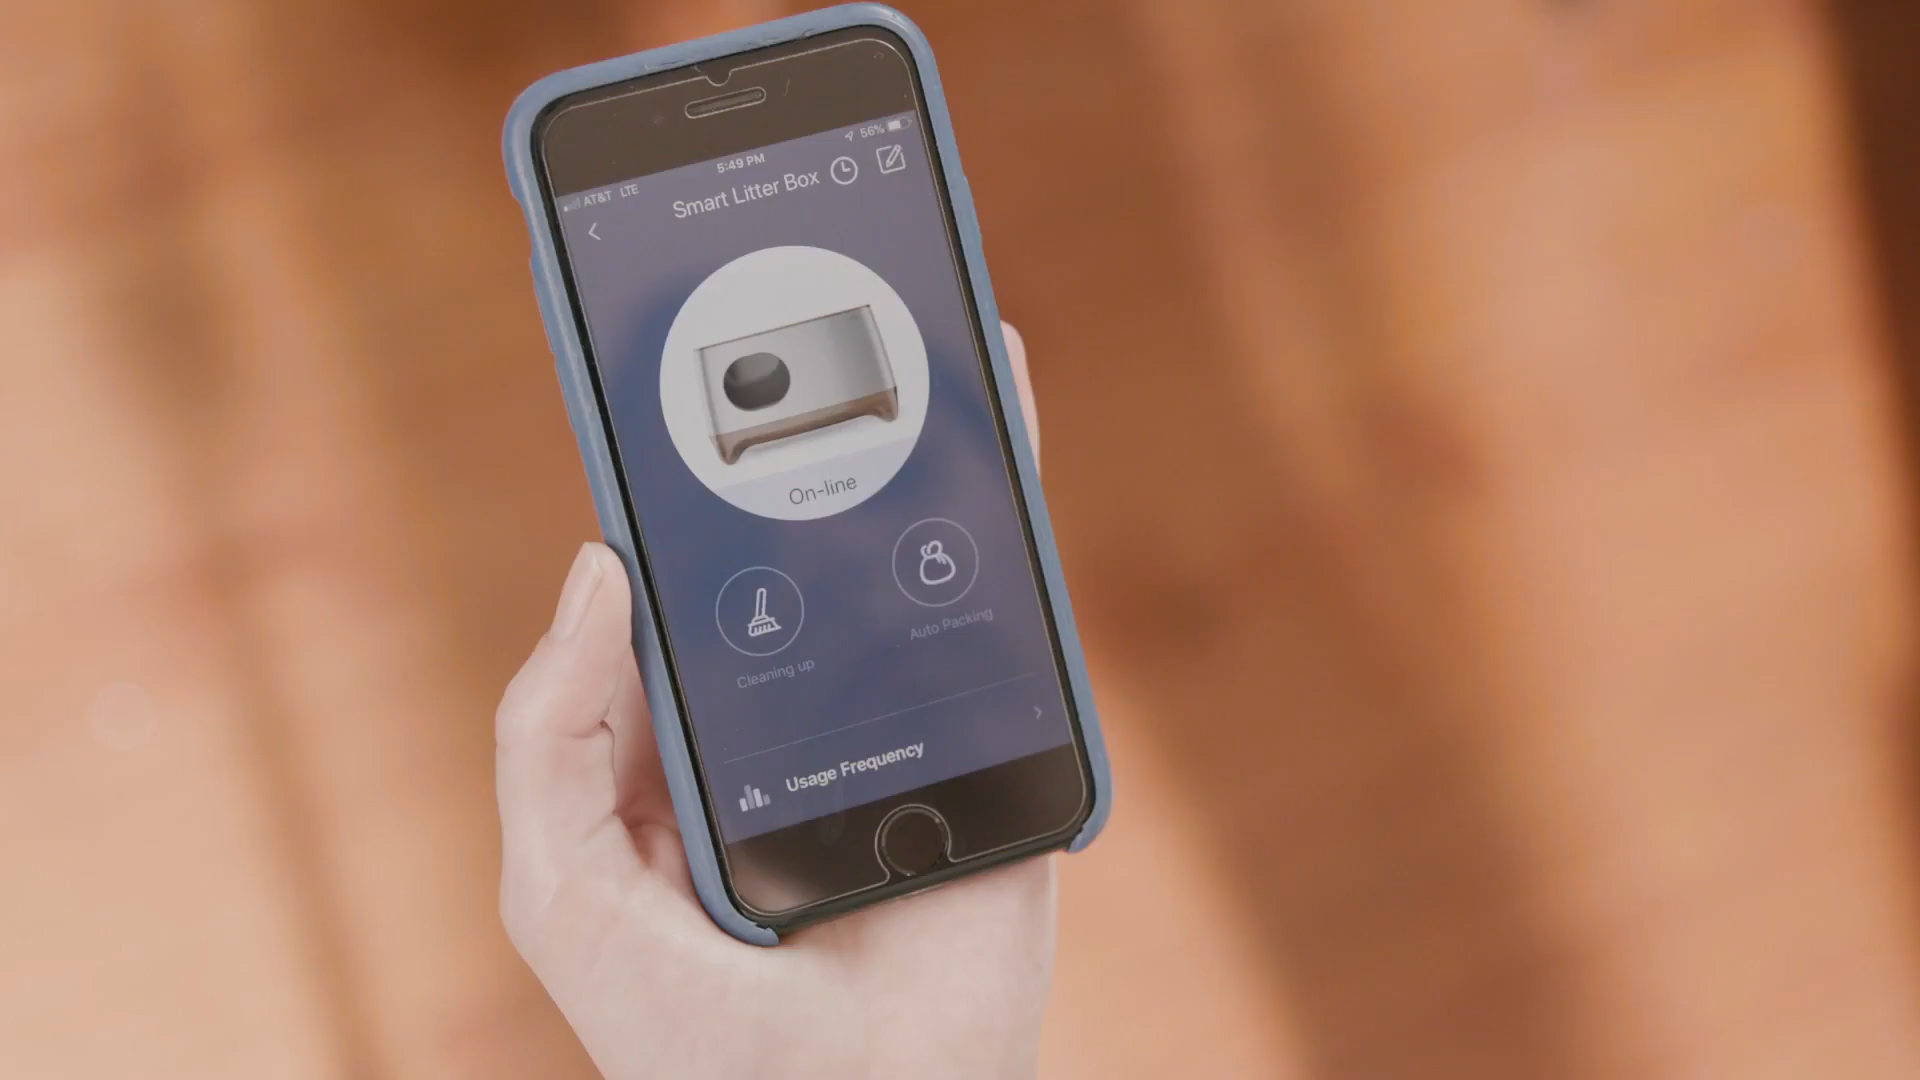 AT&T LTE 5:49 PM 56%
Smart Litter Box
On-line
Cleaning up
Auto Packing
Usage Frequency